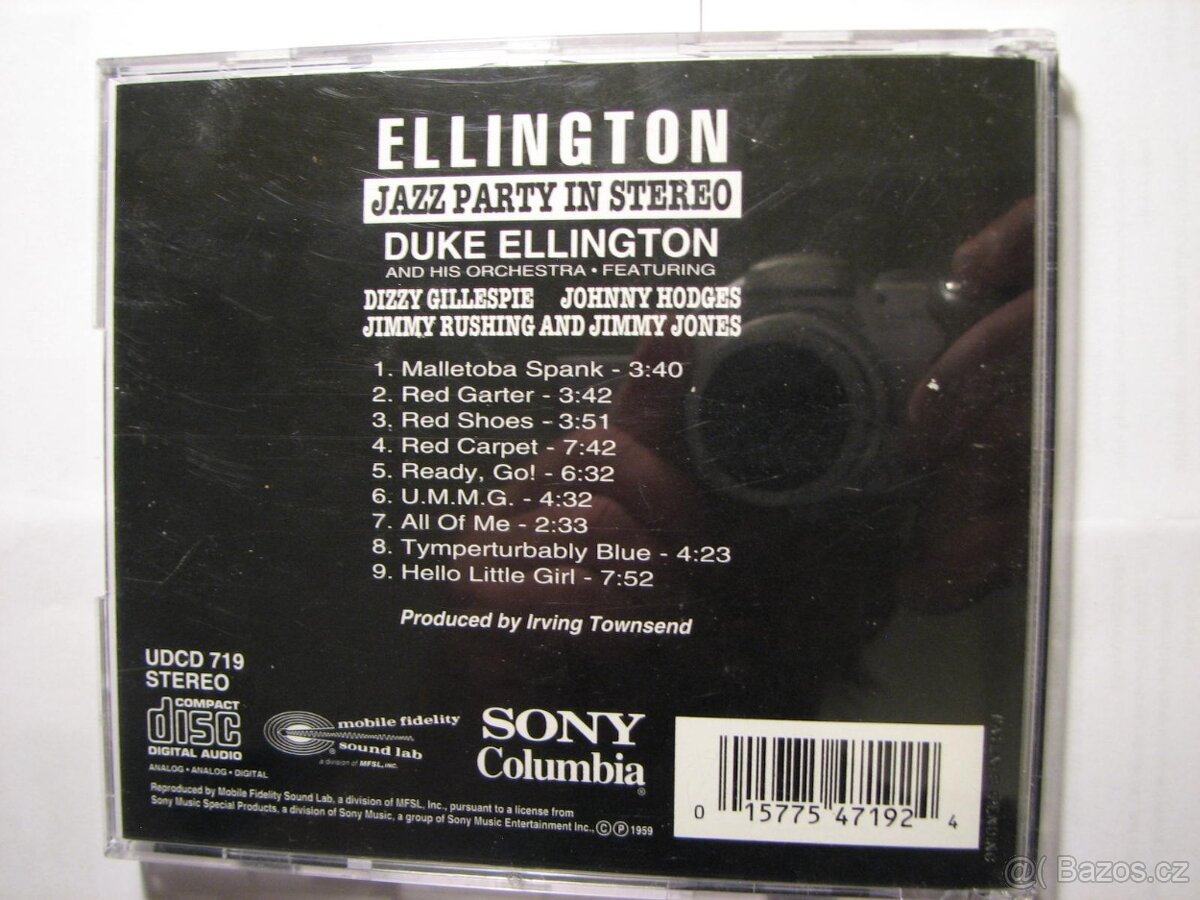 ELLINGTON
JAZZ PARTY IN STEREO
DUKE ELLINGTON
AND HIS ORCHESTRA • FEATURING
DIZZY GILLESPIE JOHNNY HODGES
JIMMY RUSHING AND JIMMY JONES
1. Malletoba Spank - 3:40
2. Red Garter - 3:42
3. Red Shoes - 3:51
4. Red Carpet - 7:42
5. Ready, Go! - 6:32
6. U.M.M.G. - 4:32
7. All Of Me - 2:33
8. Tymperturbably Blue - 4:23
9. Hello Little Girl - 7:52
Produced by Irving Townsend
UDCD 719
STEREO
COMPACT
disc
DIGITAL AUDIO
ANALOG • ANALOG • DIGITAL
mobile fidelity
sound lab
a division of MFSL, INC.
SONY
Columbia®
Reproduced by Mobile Fidelity Sound Lab, a division of MFSL, Inc., pursuant to a license from
Sony Music Special Products, a division of Sony Music, a group of Sony Music Entertainment Inc., Ⓒ Ⓟ 1959
0 15775 47192 4
@( Bazos.cz